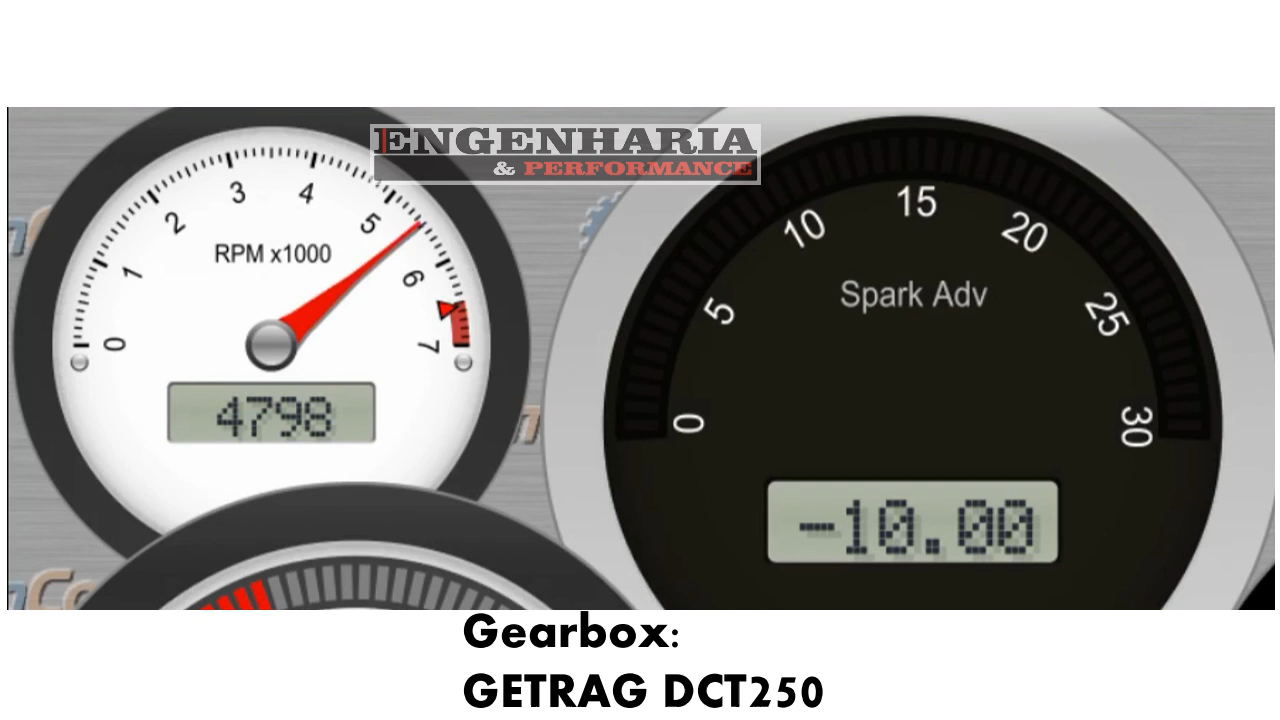 ENGENHARIA
& PERFORMANCE
0 1 2 3 4 5 6 7
RPM x1000
4798
0 5 10 15 20 25 30
Spark Adv
-10.00
Gearbox:
GETRAG DCT250